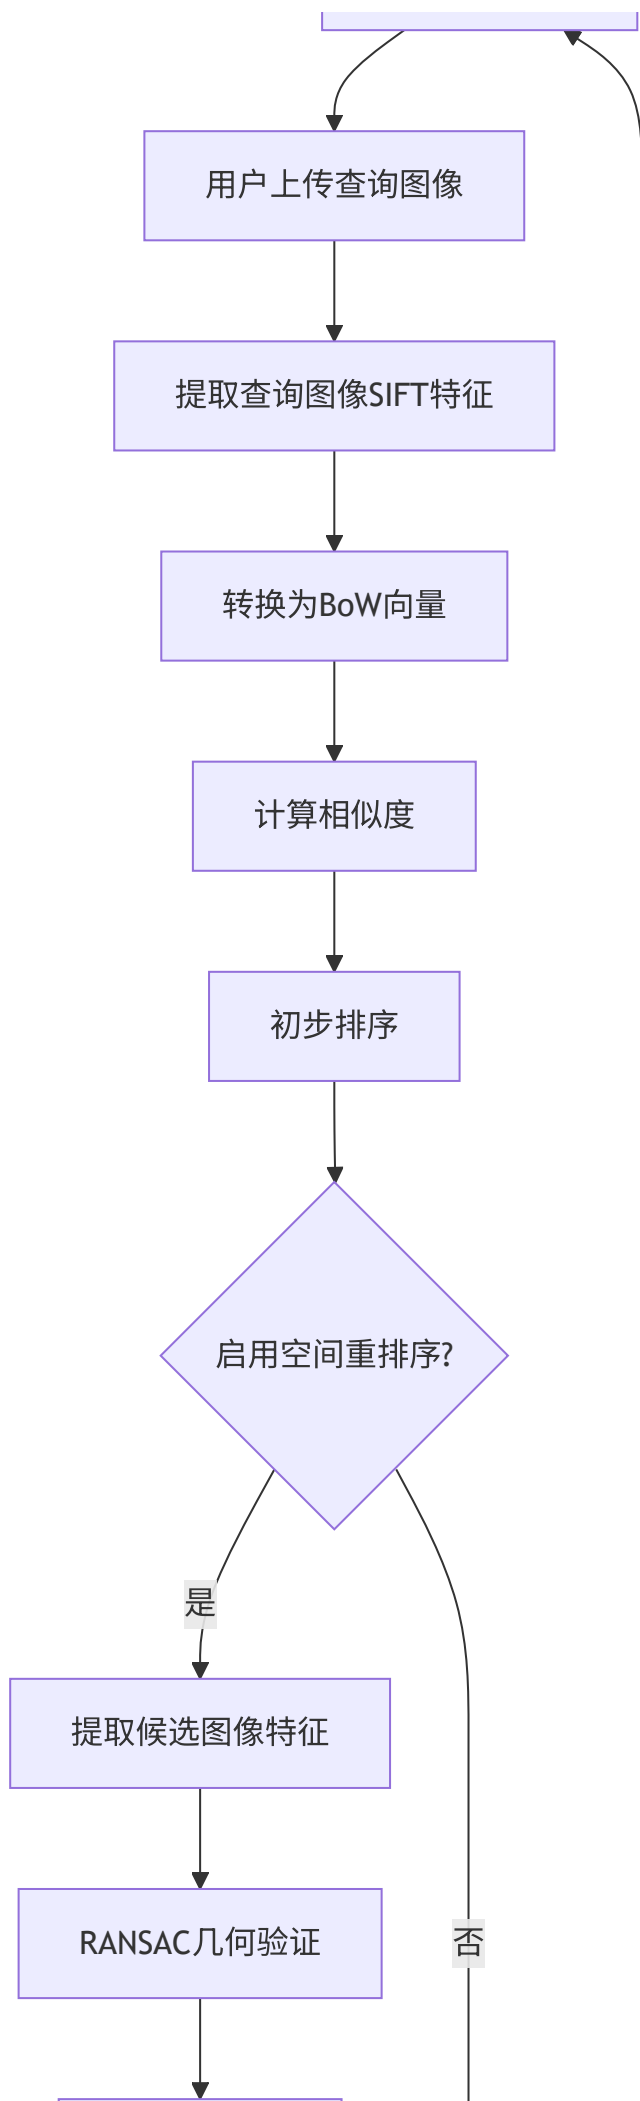 用户上传查询图像
提取查询图像SIFT特征
转换为BoW向量
计算相似度
初步排序
启用空间重排序?
是
提取候选图像特征
RANSAC几何验证
否